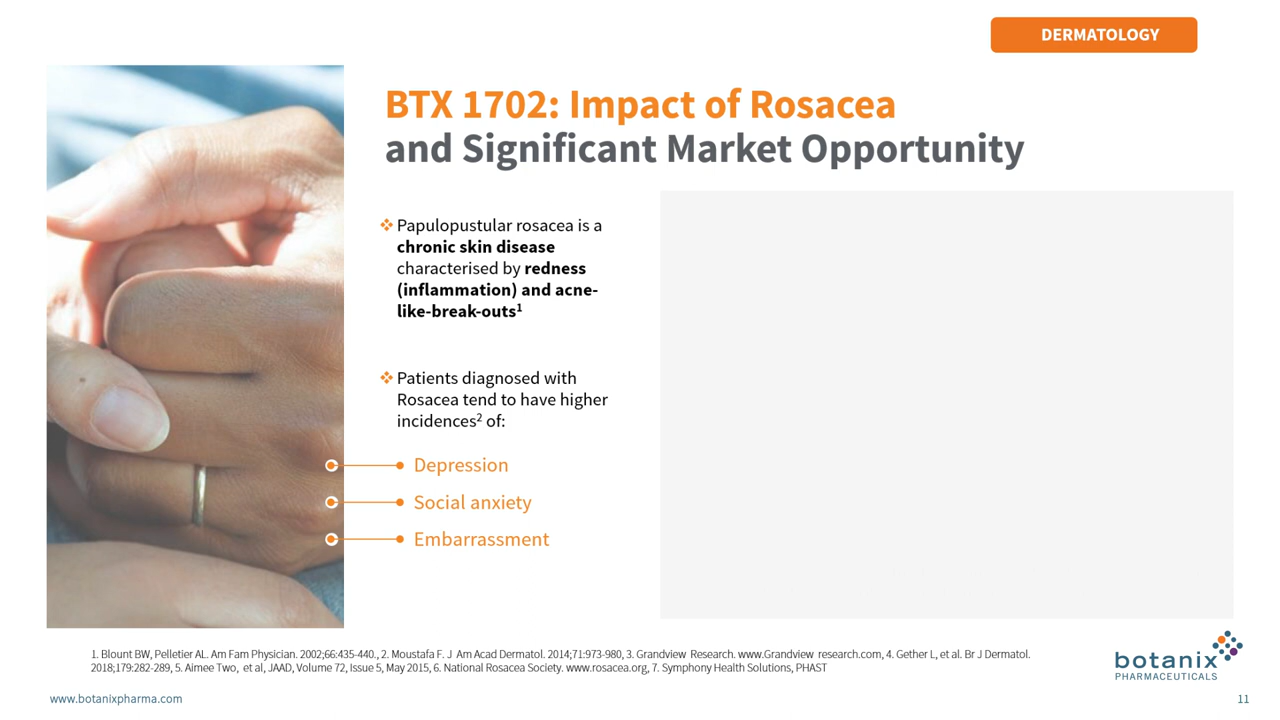 DERMATOLOGY
BTX 1702: Impact of Rosacea
and Significant Market Opportunity
❖Papulopustular rosacea is a
chronic skin disease
characterised by redness
(inflammation) and acne-
like-break-outs¹
❖Patients diagnosed with
Rosacea tend to have higher
incidences² of:
Depression
Social anxiety
Embarrassment
1. Blount BW, Pelletier AL. Am Fam Physician. 2002;66:435-440., 2. Moustafa F. J Am Acad Dermatol. 2014;71:973-980, 3. Grandview Research. www.Grandview research.com, 4. Gether L, et al. Br J Dermatol.
2018;179:282-289, 5. Aimee Two, et al, JAAD, Volume 72, Issue 5, May 2015, 6. National Rosacea Society. www.rosacea.org, 7. Symphony Health Solutions, PHAST
botanix
PHARMACEUTICALS
www.botanixpharma.com
11